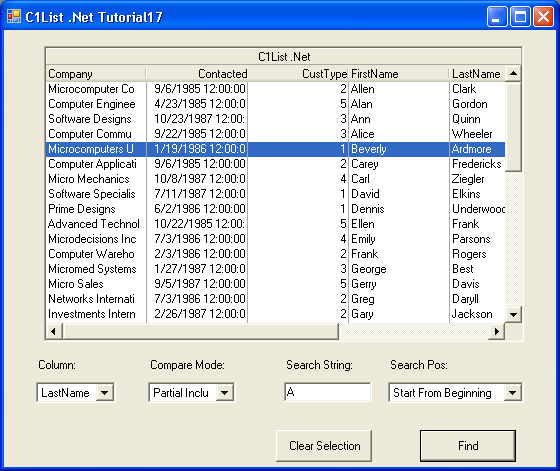 C1List .Net Tutorial17
C1List .Net
Company Contacted CustType FirstName LastName
Microcomputer Co 9/6/1985 12:00:00 2 Allen Clark
Computer Enginee 4/23/1985 12:00:0 5 Alan Gordon
Software Designs 10/23/1987 12:00: 3 Ann Quinn
Computer Commu 9/22/1985 12:00:0 3 Alice Wheeler
Microcomputers U 1/19/1986 12:00:0 1 Beverly Ardmore
Computer Applicati 9/6/1985 12:00:00 2 Carey Fredericks
Micro Mechanics 10/8/1987 12:00:0 4 Carl Ziegler
Software Specialis 7/11/1987 12:00:0 1 David Elkins
Prime Designs 6/2/1986 12:00:00 1 Dennis Underwood
Advanced Technol 10/22/1985 12:00: 5 Ellen Frank
Microdecisions Inc 7/3/1986 12:00:00 4 Emily Parsons
Computer Wareho 2/3/1986 12:00:00 2 Frank Rogers
Micromed Systems 1/27/1987 12:00:0 3 George Best
Micro Sales 9/5/1987 12:00:00 5 Gerry Davis
Networks Internati 7/3/1986 12:00:00 2 Greg Daryll
Investments Intern 2/26/1987 12:00:0 2 Gary Jackson
Column: Compare Mode: Search String: Search Pos:
LastName Partial Inclu A Start From Beginning
Clear Selection Find